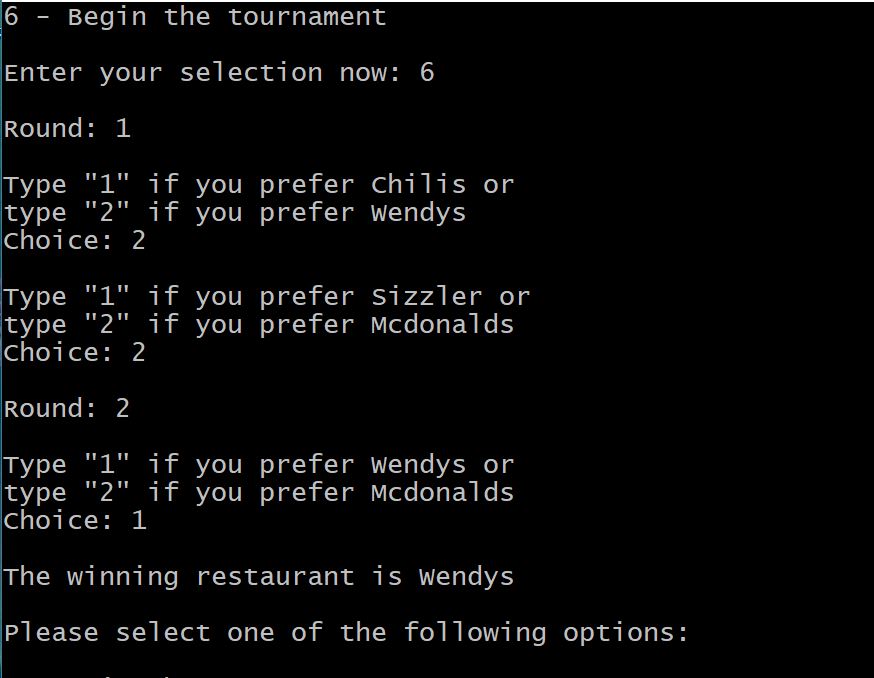 6 - Begin the tournament
Enter your selection now: 6
Round: 1
Type "1" if you prefer Chilis or
type "2" if you prefer Wendys
Choice: 2
Type "1" if you prefer Sizzler or
type "2" if you prefer Mcdonalds
Choice: 2
Round: 2
Type "1" if you prefer Wendys or
type "2" if you prefer Mcdonalds
Choice: 1
The winning restaurant is Wendys
Please select one of the following options: